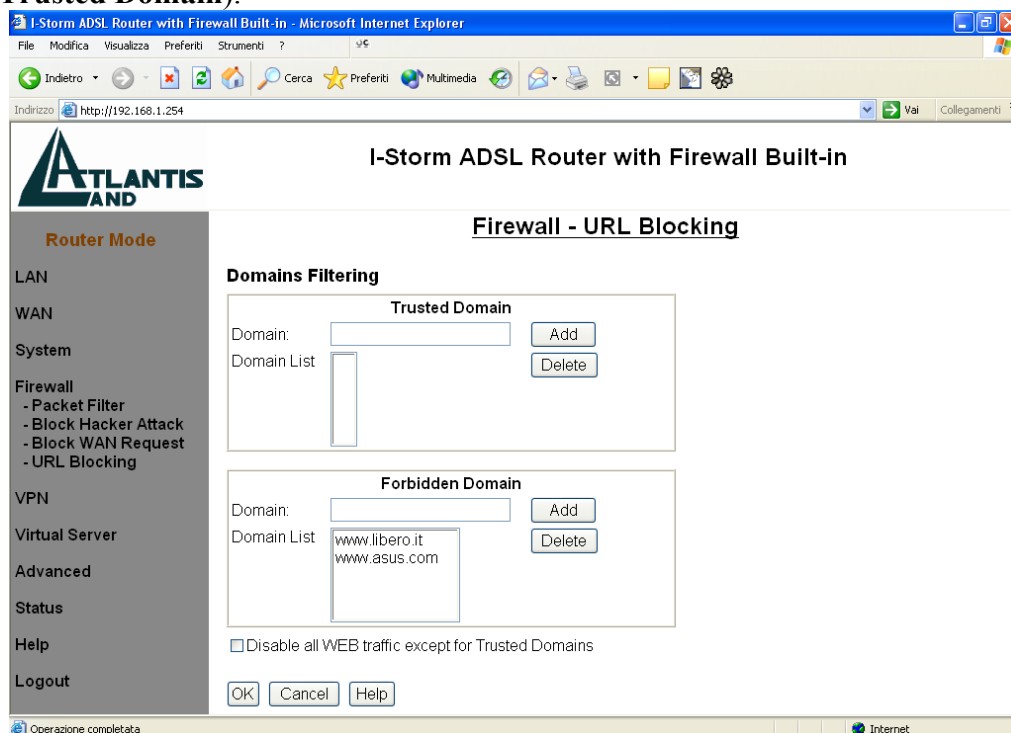 Trusted Domain).
I-Storm ADSL Router with Firewall Built-in - Microsoft Internet Explorer
File Modifica Visualizza Preferiti Strumenti ?
Indietro Cerca Preferiti Multimedia
Indirizzo http://192.168.1.254 Vai Collegamenti
ATLANTIS
LAND
I-Storm ADSL Router with Firewall Built-in
Router Mode
LAN
WAN
System
Firewall
- Packet Filter
- Block Hacker Attack
- Block WAN Request
- URL Blocking
VPN
Virtual Server
Advanced
Status
Help
Logout
Firewall - URL Blocking
Domains Filtering
Trusted Domain
Domain: Add
Domain List Delete
Forbidden Domain
Domain: Add
Domain List www.libero.it Delete
www.asus.com
Disable all WEB traffic except for Trusted Domains
OK Cancel Help
Operazione completata Internet